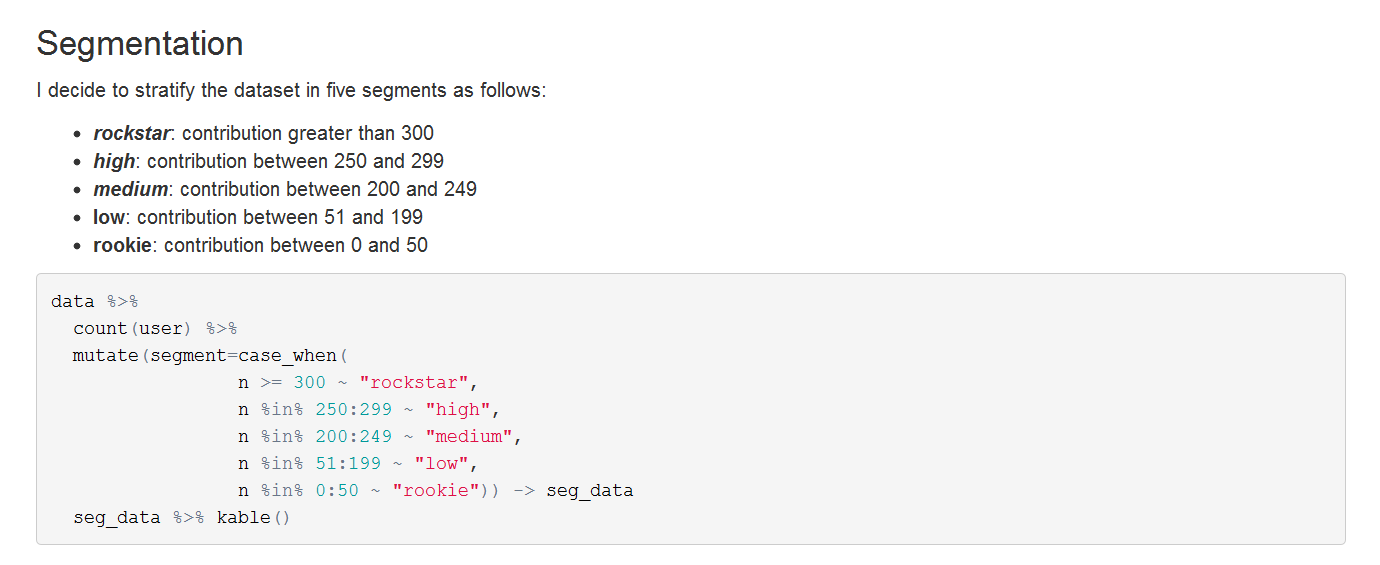 Segmentation
I decide to stratify the dataset in five segments as follows:
• rockstar: contribution greater than 300
• high: contribution between 250 and 299
• medium: contribution between 200 and 249
• low: contribution between 51 and 199
• rookie: contribution between 0 and 50
data %>%
  count(user) %>%
  mutate(segment=case_when(
                 n >= 300 ~ "rockstar",
                 n %in% 250:299 ~ "high",
                 n %in% 200:249 ~ "medium",
                 n %in% 51:199 ~ "low",
                 n %in% 0:50 ~ "rookie")) -> seg_data
  seg_data %>% kable()